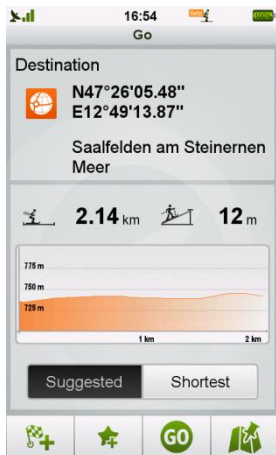 16:54
Go
Destination
N47°26'05.48"
E12°49'13.87"
Saalfelden am Steinernen
Meer
2.14 km 12 m
775 m
750 m
725 m
1 km 2 km
Suggested Shortest
GO